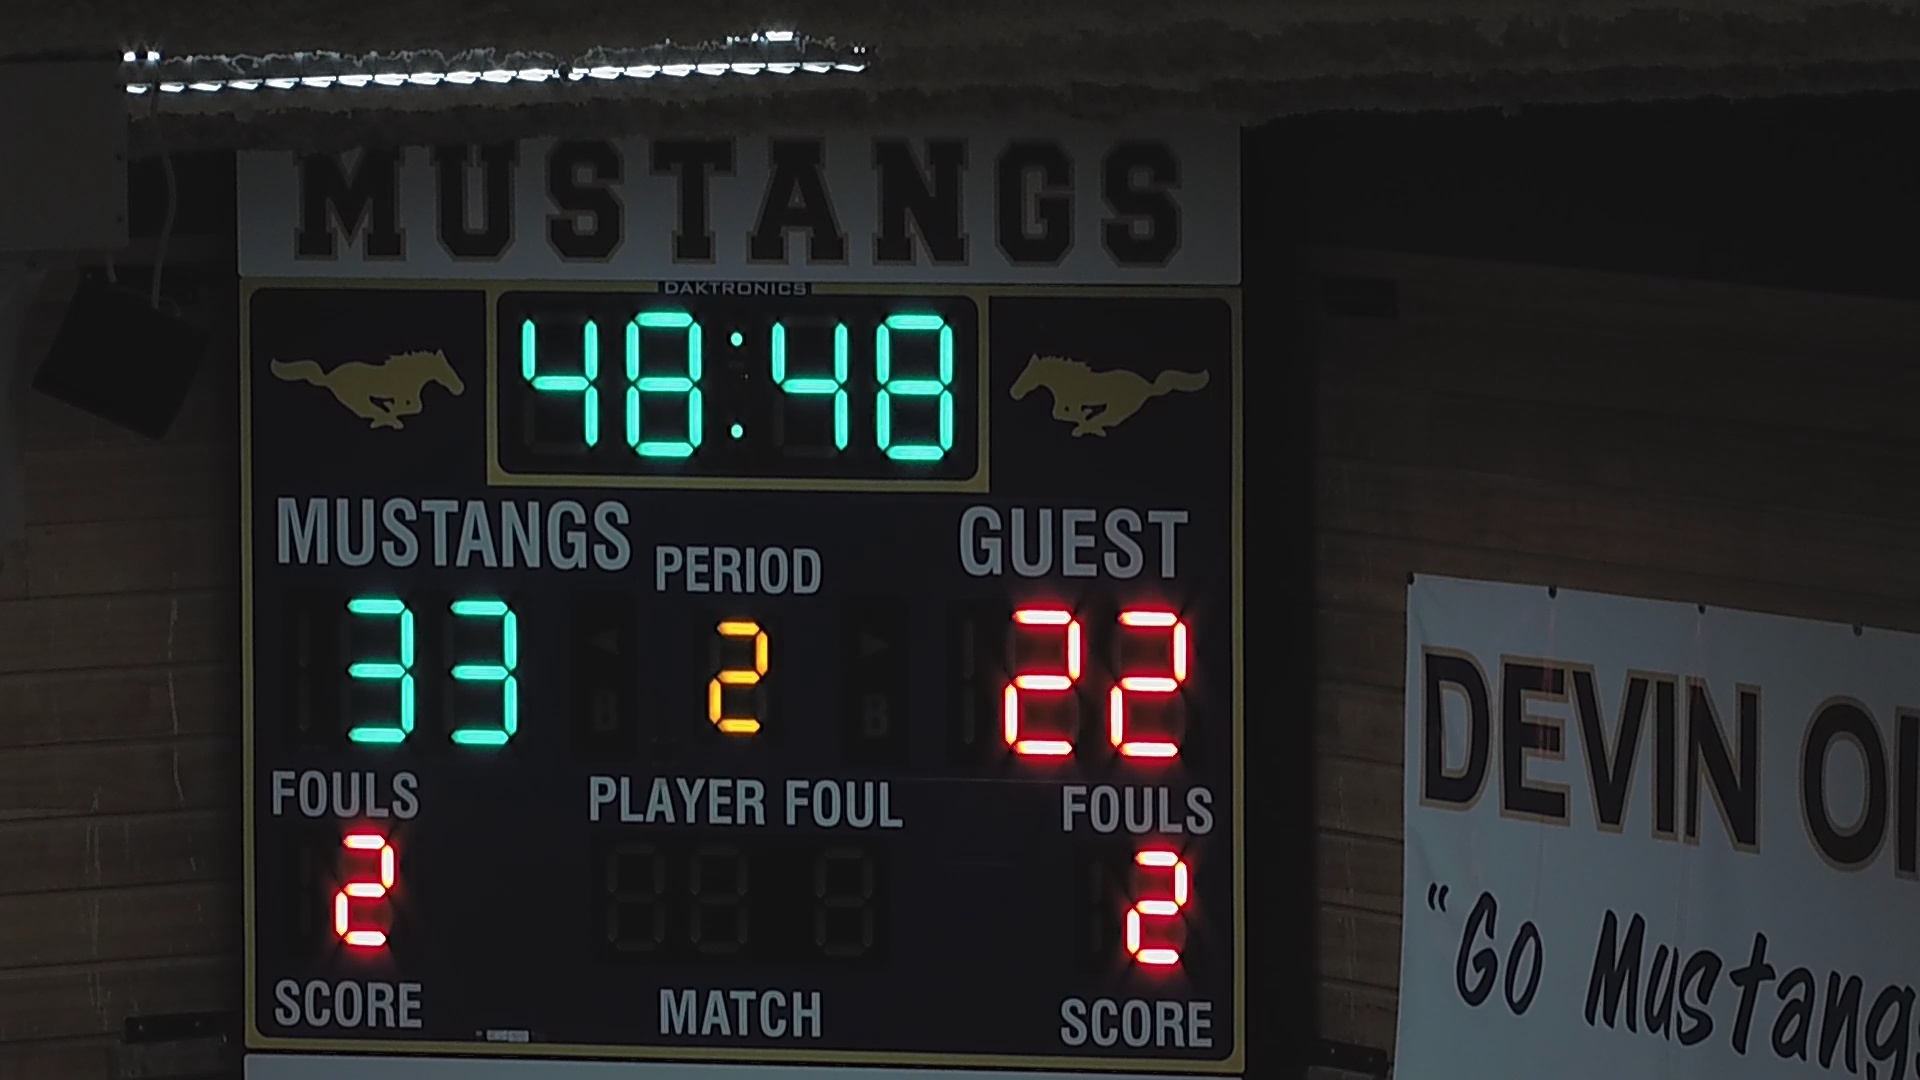 MUSTANGS
DAKTRONICS
48:48
MUSTANGS PERIOD GUEST
33 2 22
FOULS PLAYER FOUL FOULS
2 2
SCORE MATCH SCORE
DEVIN
"Go Mustangs